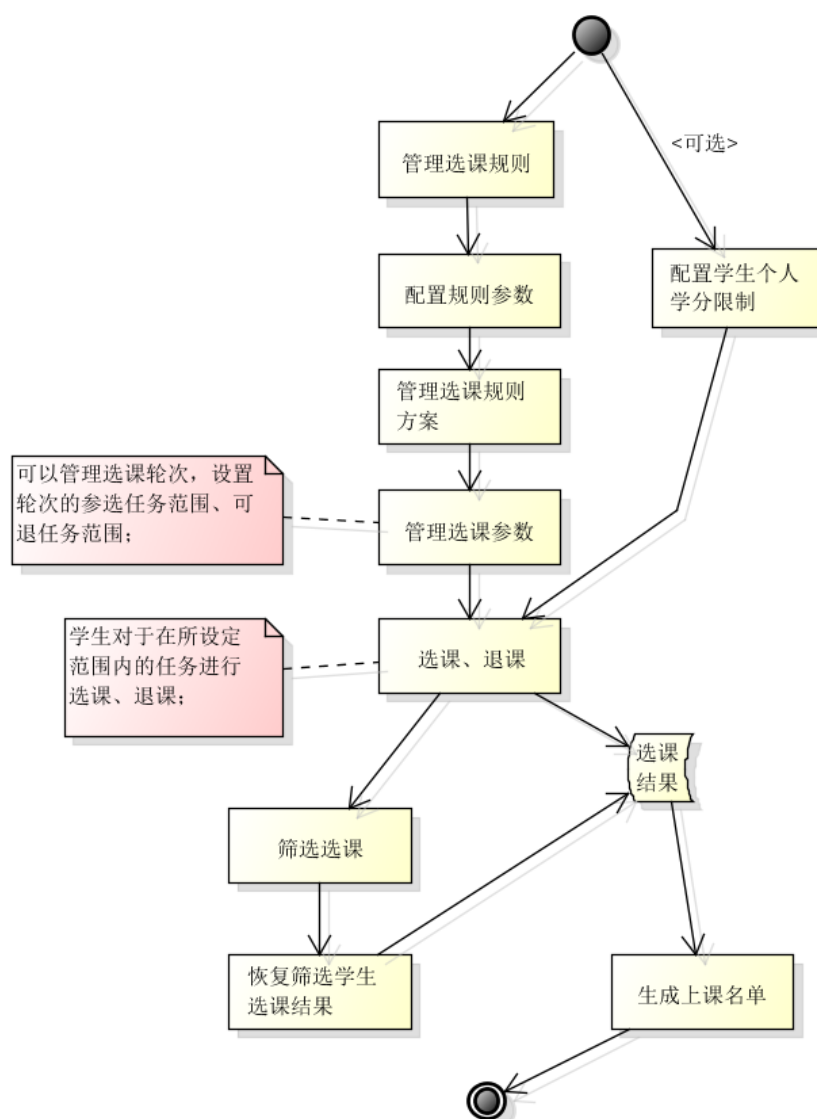 管理选课规则
<可选>
配置规则参数
配置学生个人
学分限制
管理选课规则
方案
可以管理选课轮次，设置
轮次的参选任务范围、可
退任务范围；
管理选课参数
学生对于在所设定
范围内的任务进行
选课、退课；
选课、退课
选课
结果
筛选选课
恢复筛选学生
选课结果
生成上课名单